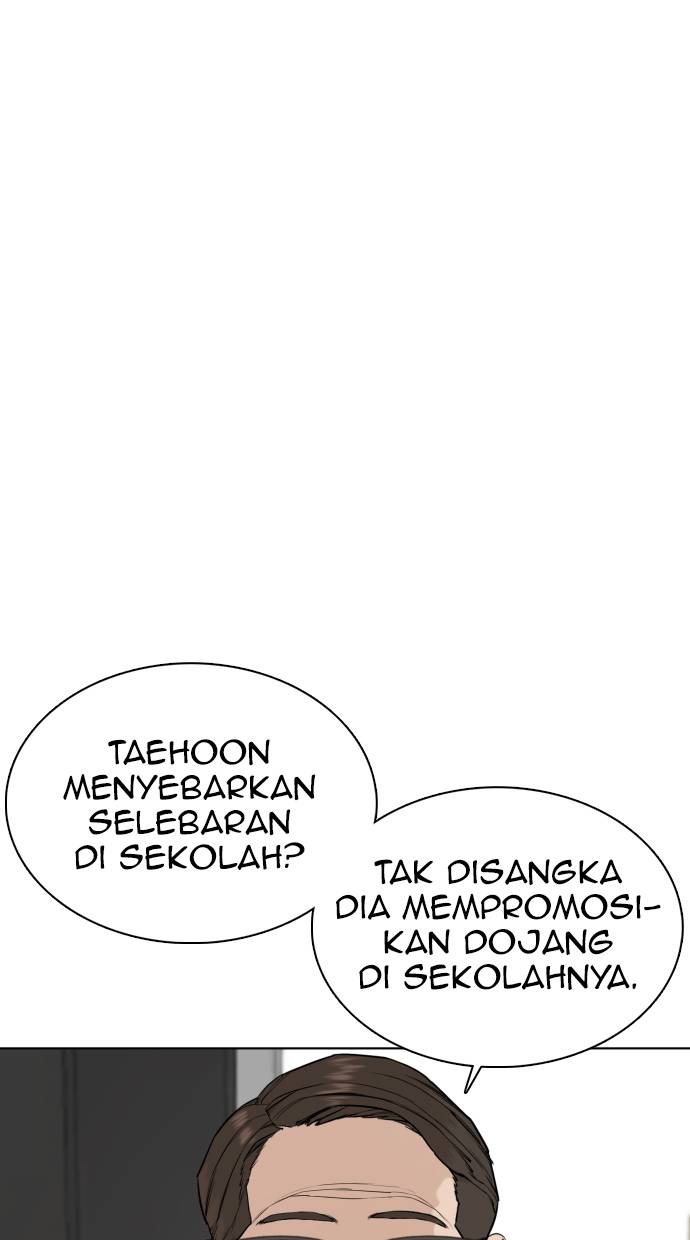 TAEHOON
MENYEBARKAN
SELEBARAN
DI SEKOLAH?
TAK DISANGKA
DIA MEMPROMOSI-
KAN DOJANG
DI SEKOLAHNYA.